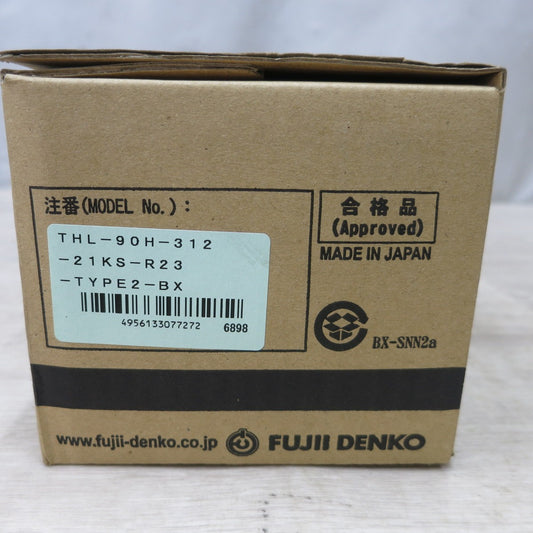 注番(MODEL No.):
THL-90H-312
-21KS-R23
-TYPE2-BX
4956133077272 6898
合格品
(Approved)
MADE IN JAPAN
BX-SNN2a
www.fujii-denko.co.jp FUJII DENKO